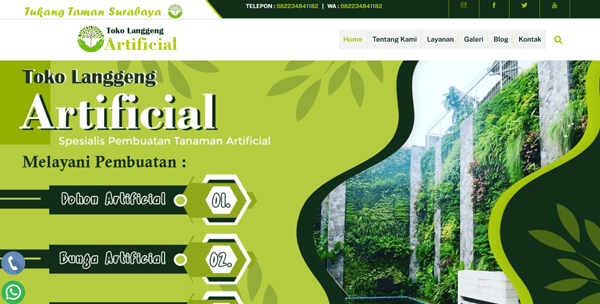 Tukang Taman Surabaya
TELEPON : 082234841182 | WA : 082234841182
Toko Langgeng
Artificial
Home
Tentang Kami
Layanan
Galeri
Blog
Kontak
Toko Langgeng
Artificial
Spesialis Pembuatan Tanaman Artificial
Melayani Pembuatan :
Pohon Artificial
01.
Bunga Artificial
02.